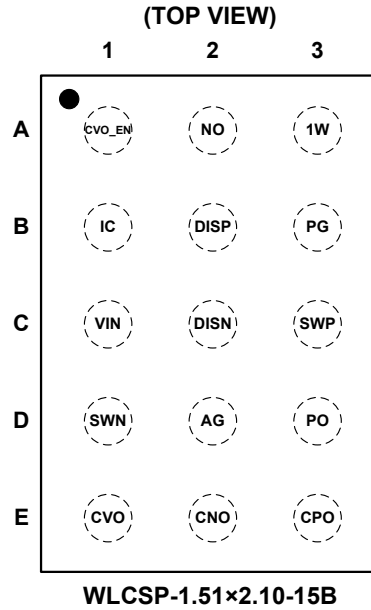 (TOP VIEW)
1 2 3
A CVO_EN NO 1W
B IC DISP PG
C VIN DISN SWP
D SWN AG PO
E CVO CNO CPO
WLCSP-1.51×2.10-15B